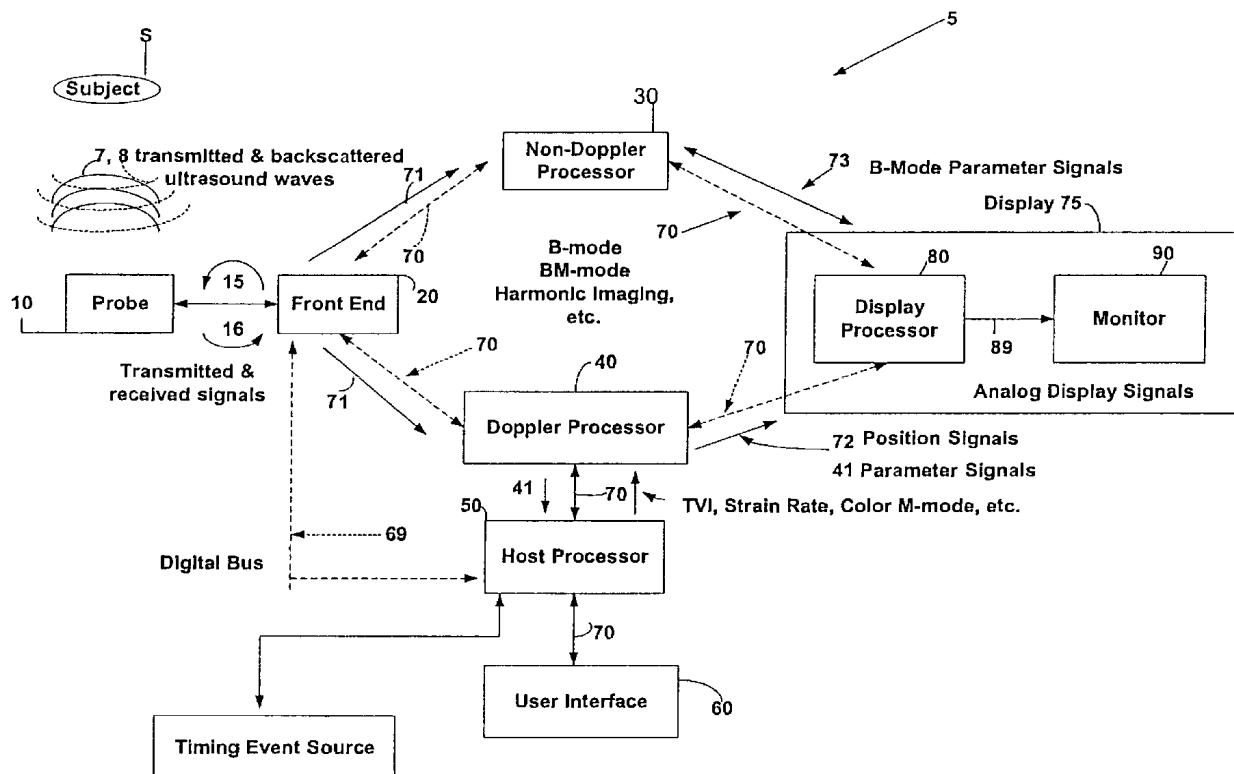 5
S
Subject
30
7, 8 transmitted & backscattered
ultrasound waves
71
Non-Doppler
Processor
73
B-Mode Parameter Signals
70
70
Display 75
B-mode
BM-mode
Harmonic Imaging,
etc.
10
Probe
15
16
Front End
20
80
90
Display
Processor
89
Monitor
Transmitted &
received signals
70
71
40
70
Analog Display Signals
Doppler Processor
72 Position Signals
41 Parameter Signals
41
70
TVI, Strain Rate, Color M-mode, etc.
50
69
Host Processor
Digital Bus
70
User Interface
60
Timing Event Source